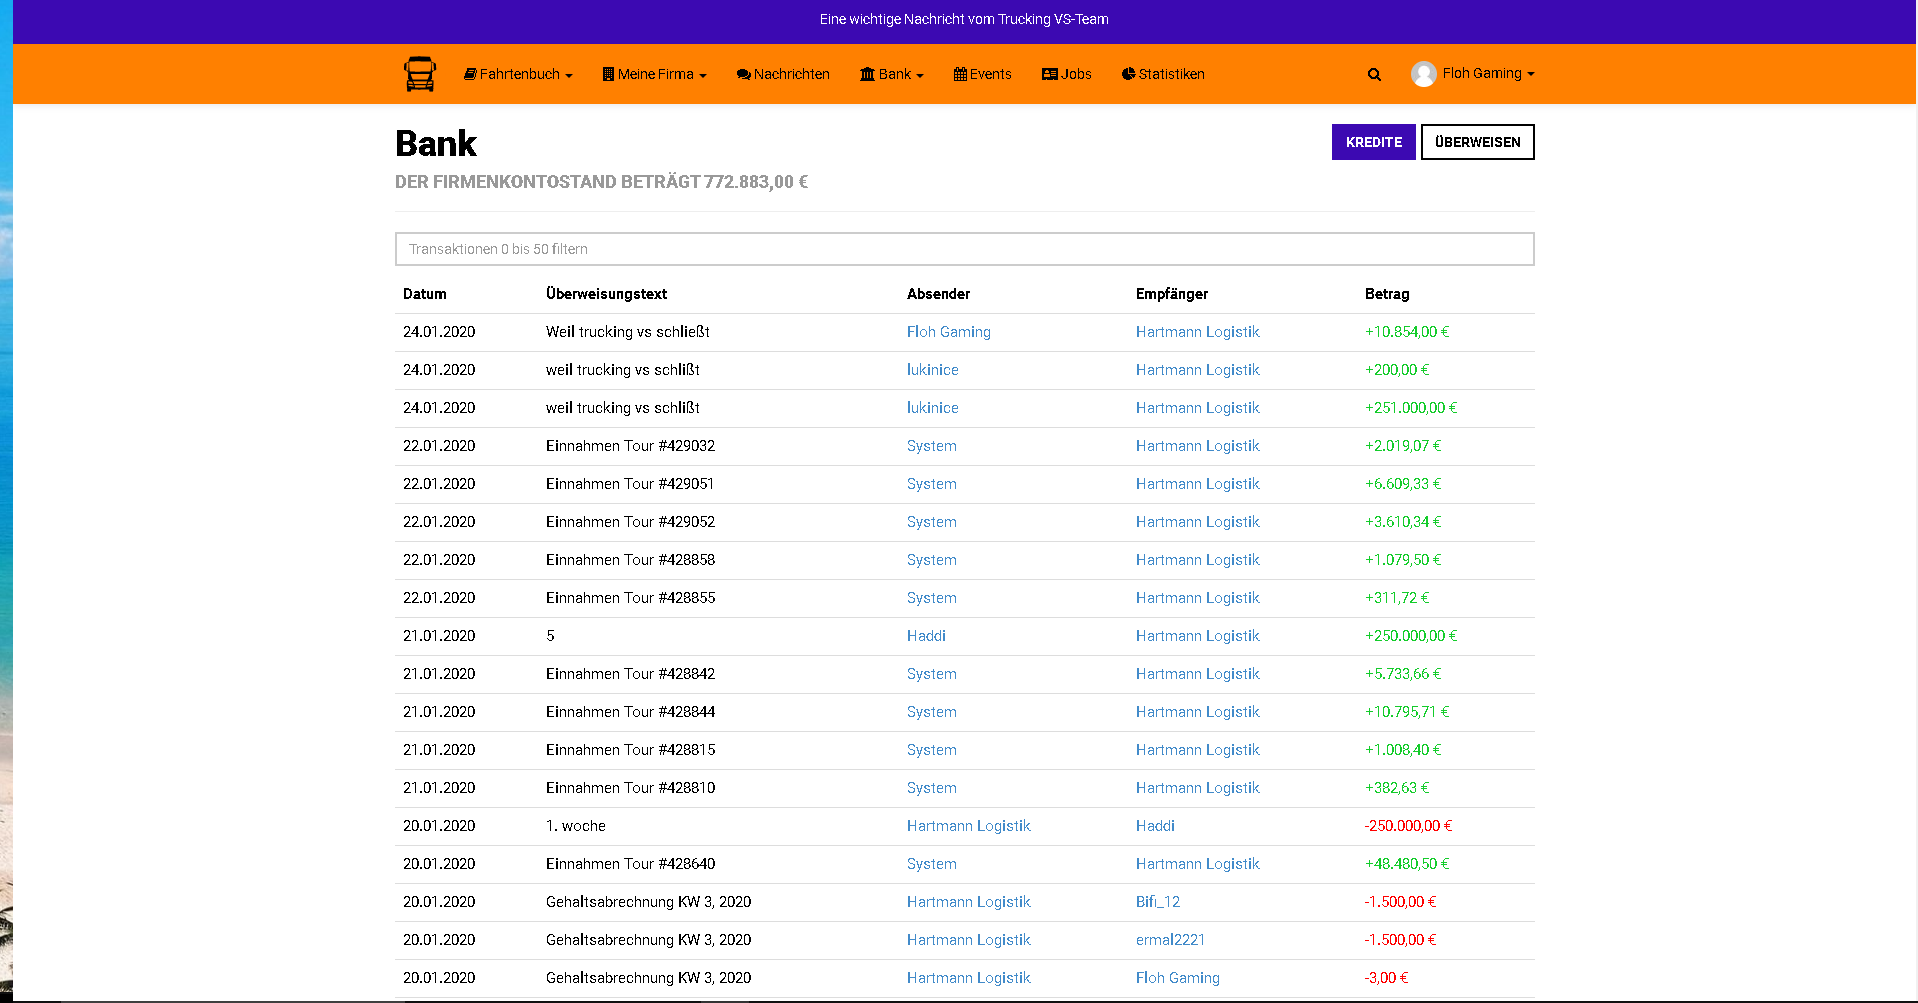 Eine wichtige Nachricht vom Trucking VS-Team
Fahrtenbuch Meine Firma Nachrichten Bank Events Jobs Statistiken Floh Gaming
Bank
KREDITE ÜBERWEISEN
DER FIRMENKONTOSTAND BETRÄGT 772.883,00 €
Transaktionen 0 bis 50 filtern
Datum Überweisungstext Absender Empfänger Betrag
24.01.2020 Weil trucking vs schließt Floh Gaming Hartmann Logistik +10.854,00 €
24.01.2020 weil trucking vs schlißt lukinice Hartmann Logistik +200,00 €
24.01.2020 weil trucking vs schlißt lukinice Hartmann Logistik +251.000,00 €
22.01.2020 Einnahmen Tour #429032 System Hartmann Logistik +2.019,07 €
22.01.2020 Einnahmen Tour #429051 System Hartmann Logistik +6.609,33 €
22.01.2020 Einnahmen Tour #429052 System Hartmann Logistik +3.610,34 €
22.01.2020 Einnahmen Tour #428858 System Hartmann Logistik +1.079,50 €
22.01.2020 Einnahmen Tour #428855 System Hartmann Logistik +311,72 €
21.01.2020 5 Haddi Hartmann Logistik +250.000,00 €
21.01.2020 Einnahmen Tour #428842 System Hartmann Logistik +5.733,66 €
21.01.2020 Einnahmen Tour #428844 System Hartmann Logistik +10.795,71 €
21.01.2020 Einnahmen Tour #428815 System Hartmann Logistik +1.008,40 €
21.01.2020 Einnahmen Tour #428810 System Hartmann Logistik +382,63 €
20.01.2020 1. woche Hartmann Logistik Haddi -250.000,00 €
20.01.2020 Einnahmen Tour #428640 System Hartmann Logistik +48.480,50 €
20.01.2020 Gehaltsabrechnung KW 3, 2020 Hartmann Logistik Bifi_12 -1.500,00 €
20.01.2020 Gehaltsabrechnung KW 3, 2020 Hartmann Logistik ermal2221 -1.500,00 €
20.01.2020 Gehaltsabrechnung KW 3, 2020 Hartmann Logistik Floh Gaming -3,00 €